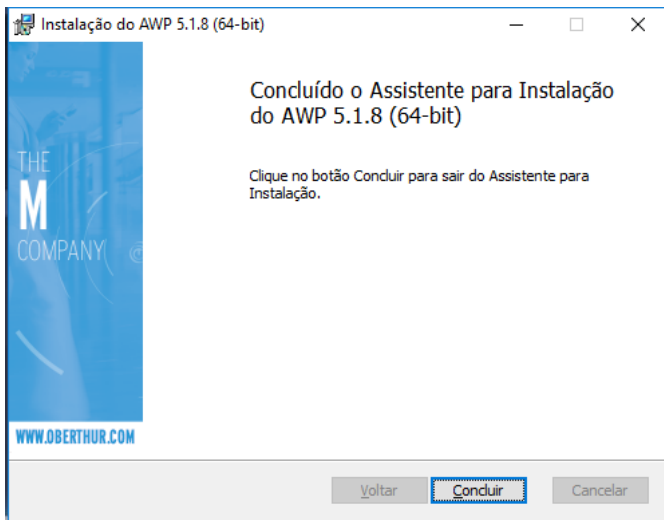 Instalação do AWP 5.1.8 (64-bit)
Concluído o Assistente para Instalação
do AWP 5.1.8 (64-bit)
Clique no botão Concluir para sair do Assistente para
Instalação.
THE
M
COMPANY
WWW.OBERTHUR.COM
Voltar
Concluir
Cancelar